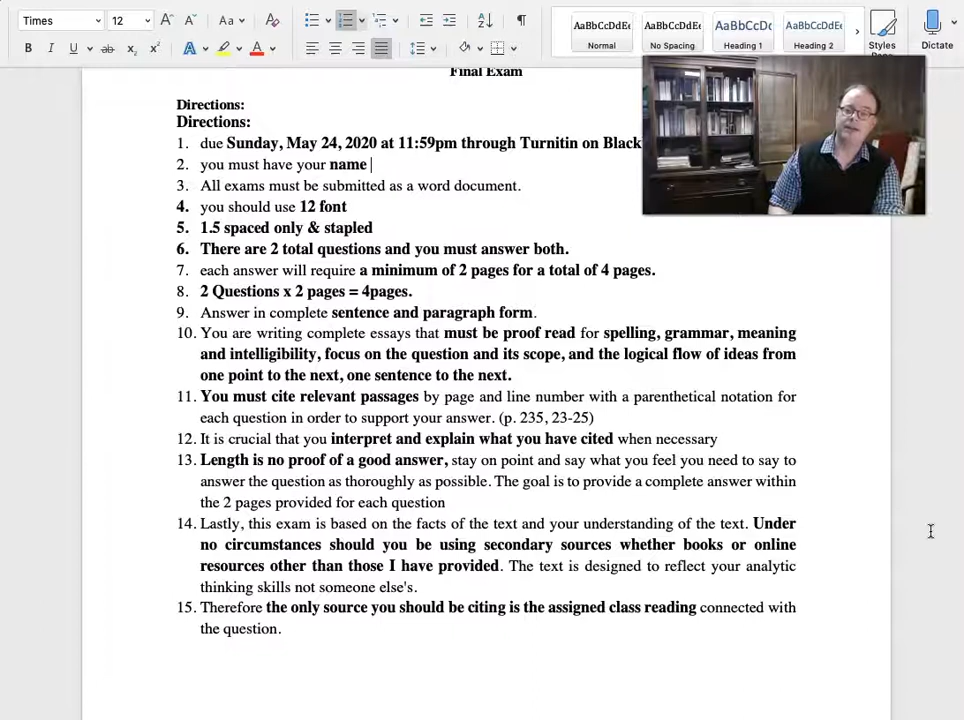 Times 12 Aa
AaBbCcDdEe AaBbCcDdEe AaBbCcDc AaBbCcDdEe
Normal No Spacing Heading 1 Heading 2 Styles Dictate
Pane
B I U ab x₂ x² A A
Final Exam
Directions:
Directions:
1. due Sunday, May 24, 2020 at 11:59pm through Turnitin on Black
2. you must have your name
3. All exams must be submitted as a word document.
4. you should use 12 font
5. 1.5 spaced only & stapled
6. There are 2 total questions and you must answer both.
7. each answer will require a minimum of 2 pages for a total of 4 pages.
8. 2 Questions x 2 pages = 4pages.
9. Answer in complete sentence and paragraph form.
10. You are writing complete essays that must be proof read for spelling, grammar, meaning
and intelligibility, focus on the question and its scope, and the logical flow of ideas from
one point to the next, one sentence to the next.
11. You must cite relevant passages by page and line number with a parenthetical notation for
each question in order to support your answer. (p. 235, 23-25)
12. It is crucial that you interpret and explain what you have cited when necessary
13. Length is no proof of a good answer, stay on point and say what you feel you need to say to
answer the question as thoroughly as possible. The goal is to provide a complete answer within
the 2 pages provided for each question
14. Lastly, this exam is based on the facts of the text and your understanding of the text. Under
no circumstances should you be using secondary sources whether books or online
resources other than those I have provided. The text is designed to reflect your analytic
thinking skills not someone else's.
15. Therefore the only source you should be citing is the assigned class reading connected with
the question.